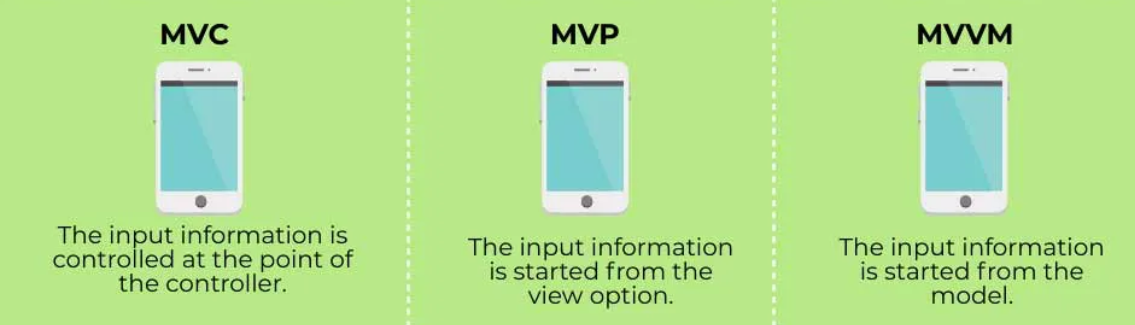 MVC
The input information is
controlled at the point of
the controller.
MVP
The input information
is started from the
view option.
MVVM
The input information
is started from the
model.